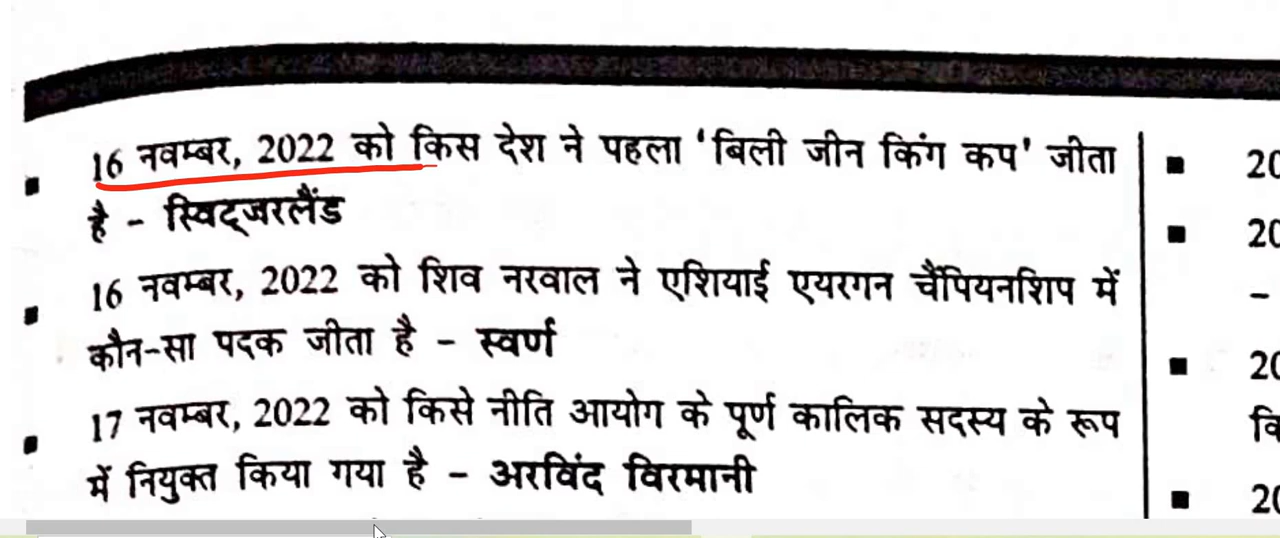 16 नवम्बर, 2022 को किस देश ने पहला 'बिली जीन किंग कप' जीता
है - स्विट्जरलैंड
16 नवम्बर, 2022 को शिव नरवाल ने एशियाई एयरगन चैंपियनशिप में
कौन-सा पदक जीता है - स्वर्ण
17 नवम्बर, 2022 को किसे नीति आयोग के पूर्ण कालिक सदस्य के रूप
में नियुक्त किया गया है - अरविंद विरमानी